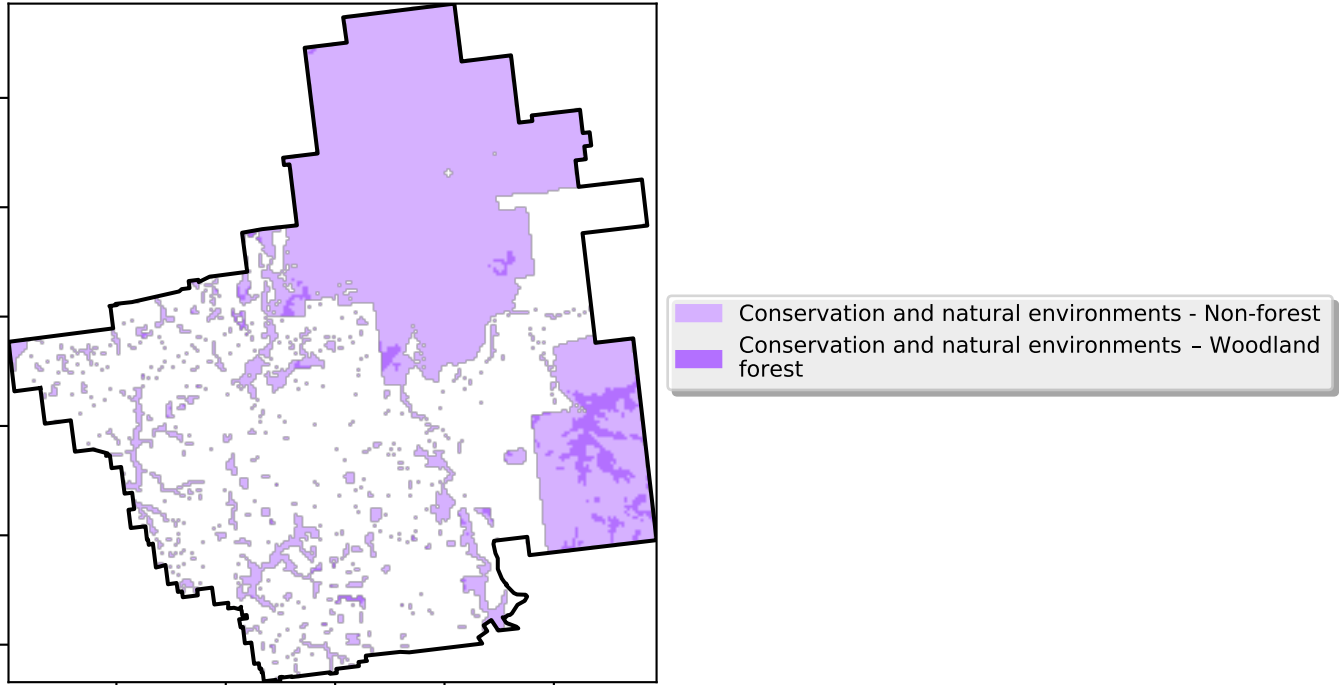 Conservation and natural environments - Non-forest
Conservation and natural environments – Woodland
forest